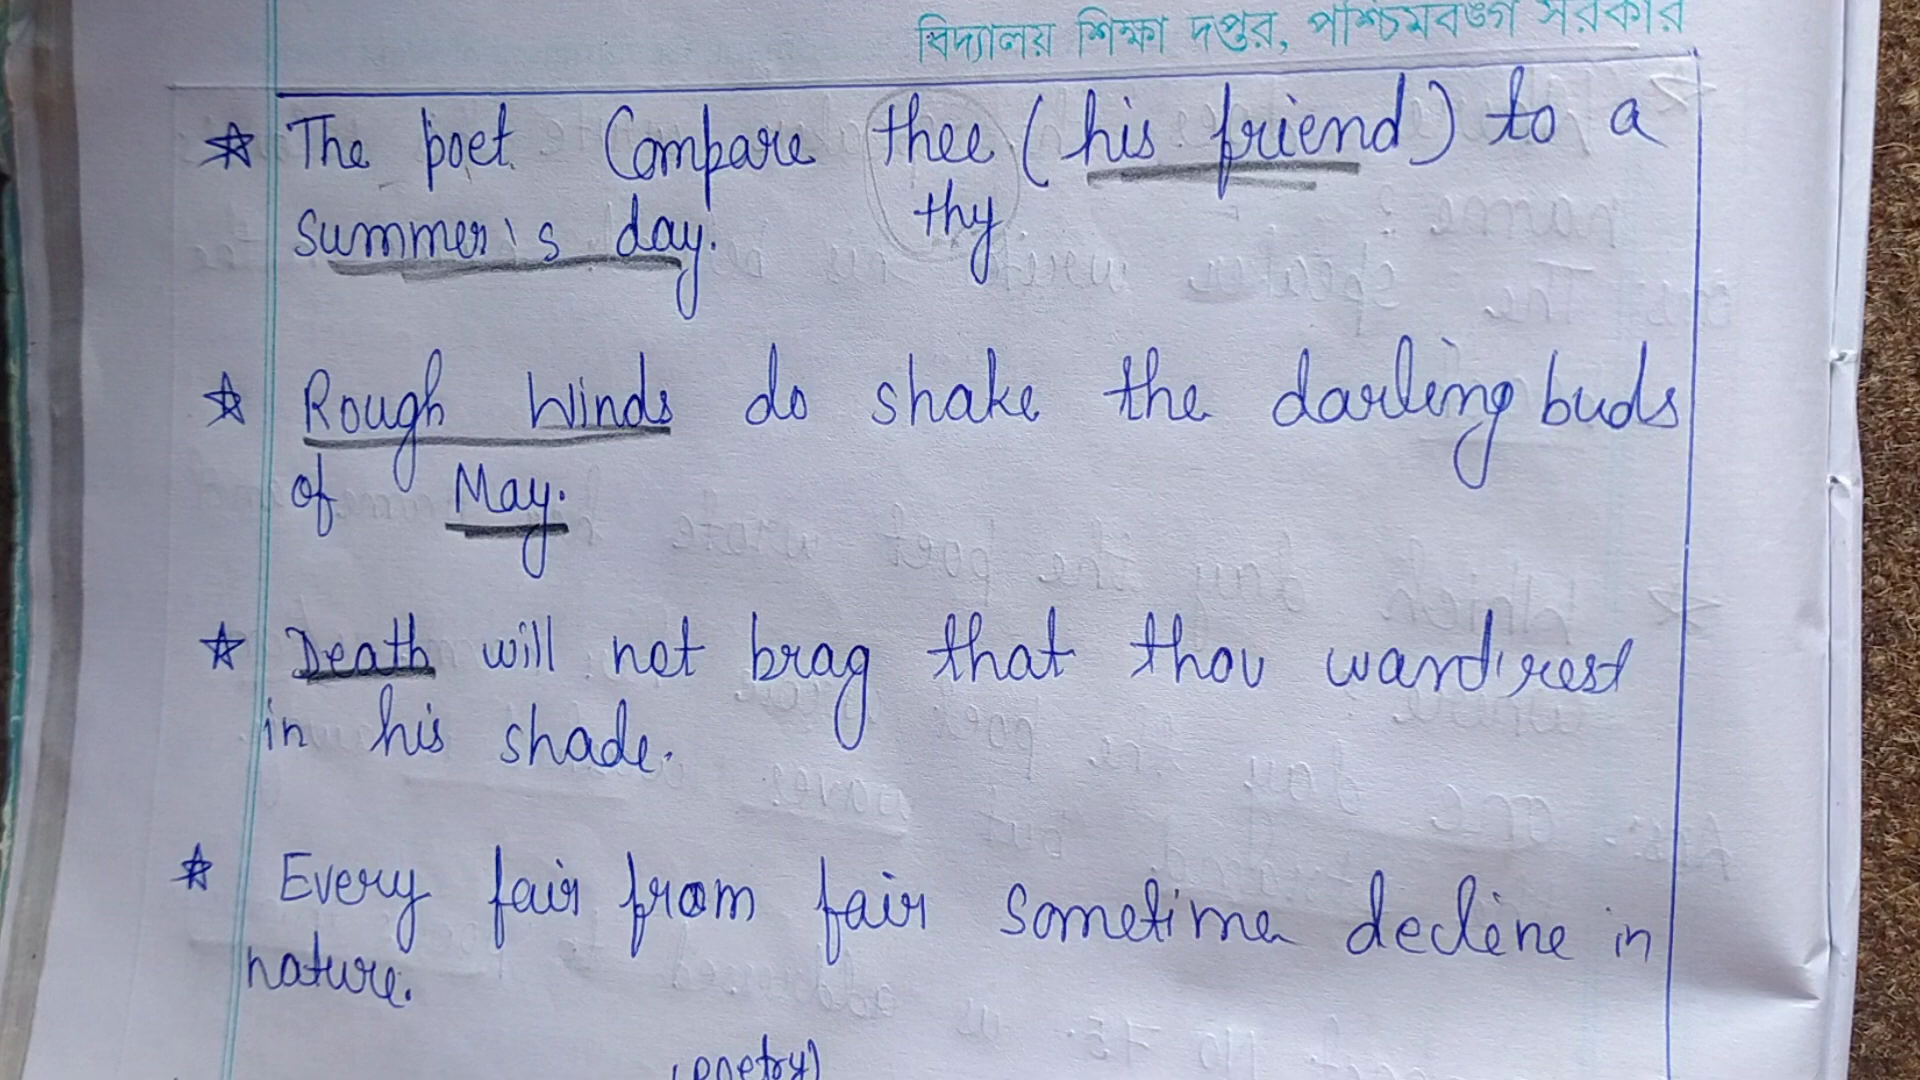 বিদ্যালয় শিক্ষা দপ্তর, পশ্চিমবঙ্গ সরকার
☆ The poet Compare thee (his friend) to a
summer's day. thy
☆ Rough Winds do shake the darling buds
of May.
☆ Death will not brag that thou wand'rest
in his shade.
☆ Every fair from fair sometime decline in
nature.
(poetry)